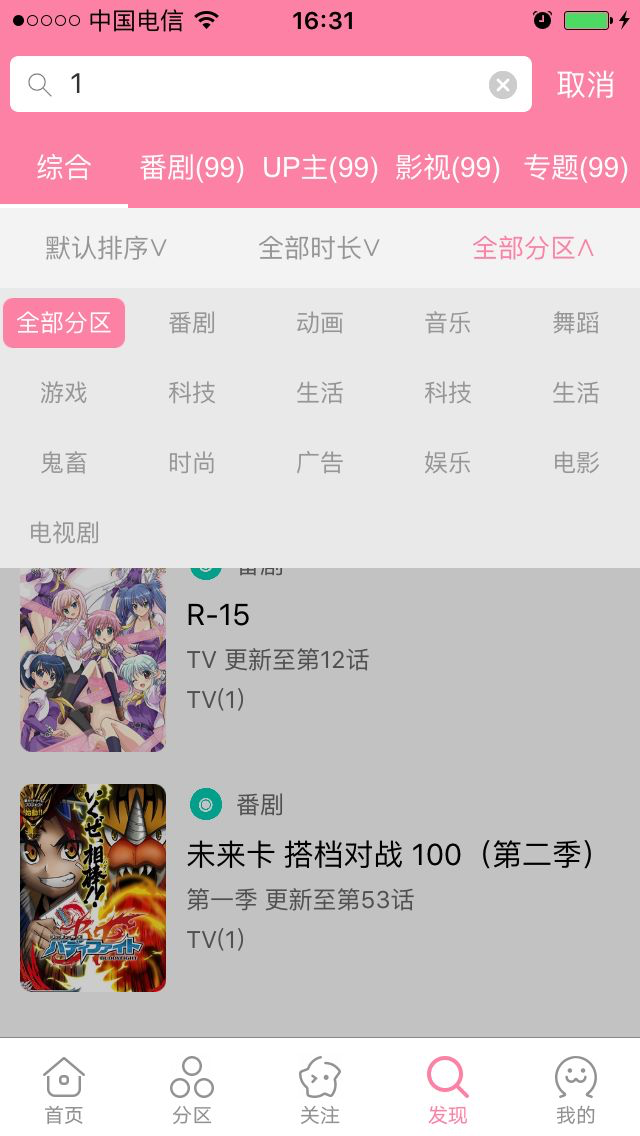 中国电信 16:31
1 取消
综合 番剧(99) UP主(99) 影视(99) 专题(99)
默认排序∨ 全部时长∨ 全部分区∧
全部分区 番剧 动画 音乐 舞蹈
游戏 科技 生活 科技 生活
鬼畜 时尚 广告 娱乐 电影
电视剧
番剧
R-15
TV 更新至第12话
TV(1)
番剧
未来卡 搭档对战 100（第二季）
第一季 更新至第53话
TV(1)
いくぜ、相棒!!
バディファイト
BUDDYFIGHT
首页 分区 关注 发现 我的